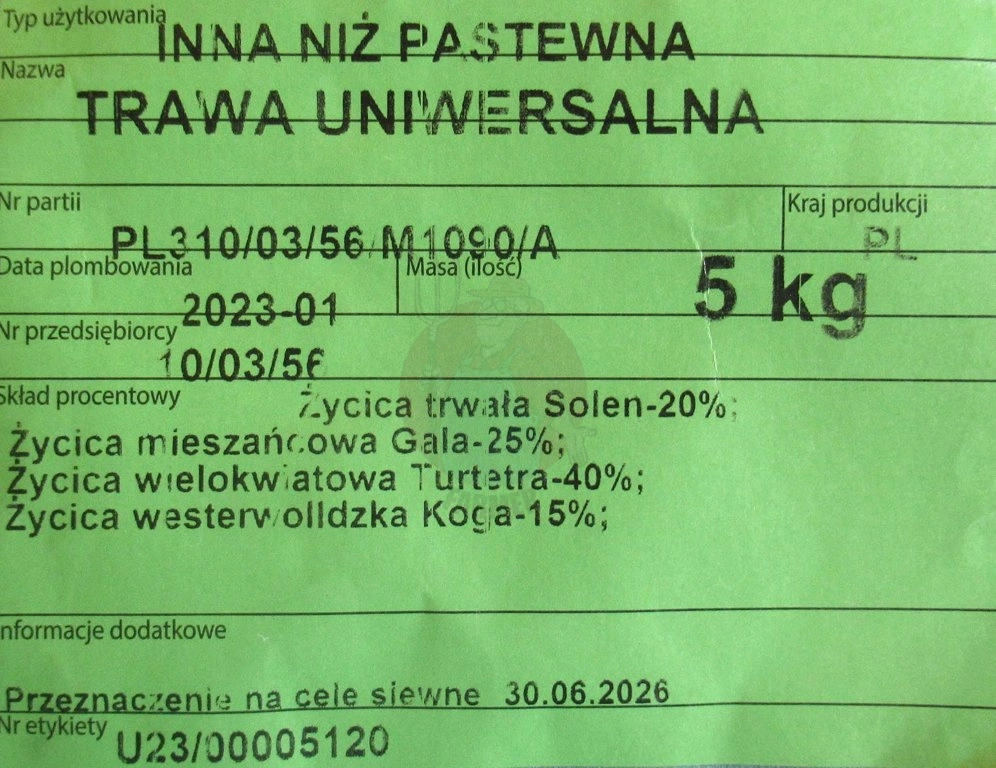 Typ użytkowania
INNA NIŻ PASTEWNA
Nazwa
TRAWA UNIWERSALNA
Nr partii
PL310/03/56/M1090/A
Kraj produkcji
PL
Data plombowania
2023-01
Masa (ilość)
5 kg
Nr przedsiębiorcy
10/03/56
Skład procentowy
Życica trwała Solen-20%;
Życica mieszańcowa Gala-25%;
Życica wielokwiatowa Turtetra-40%;
Życica westerwolldzka Koga-15%;
nformacje dodatkowe
Przeznaczenie na cele siewne 30.06.2026
Nr etykiety
U23/00005120